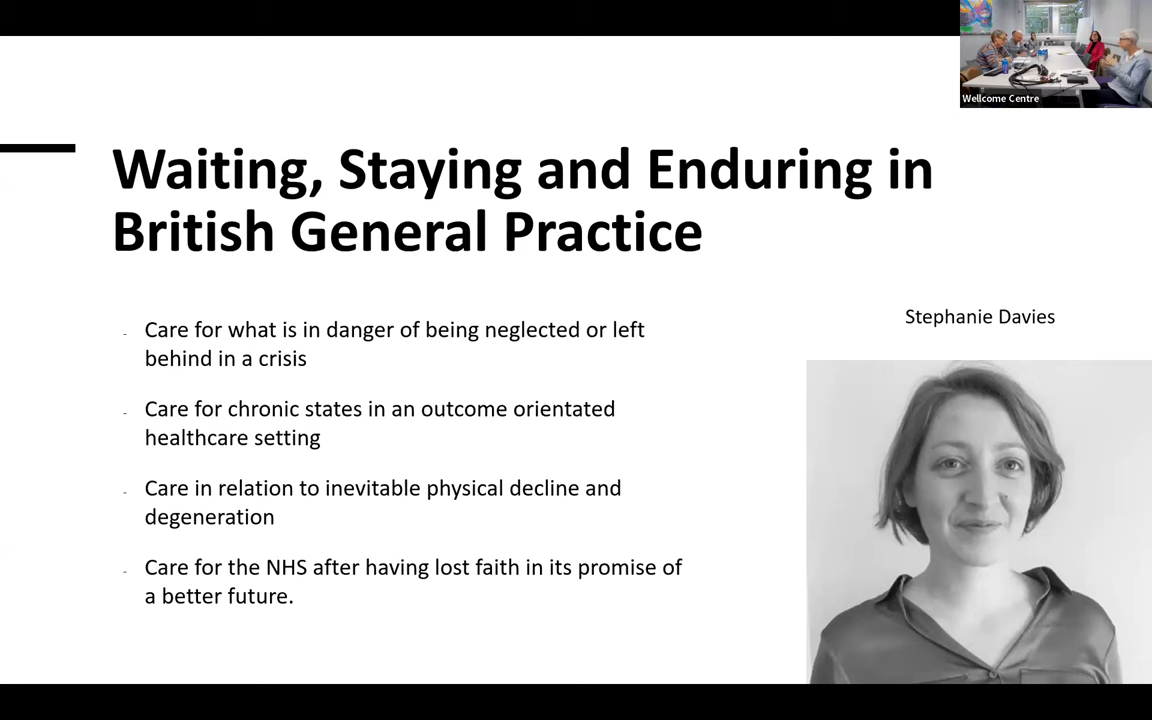 Wellcome Centre
Waiting, Staying and Enduring in
British General Practice
- Care for what is in danger of being neglected or left
behind in a crisis
- Care for chronic states in an outcome orientated
healthcare setting
- Care in relation to inevitable physical decline and
degeneration
- Care for the NHS after having lost faith in its promise of
a better future.
Stephanie Davies